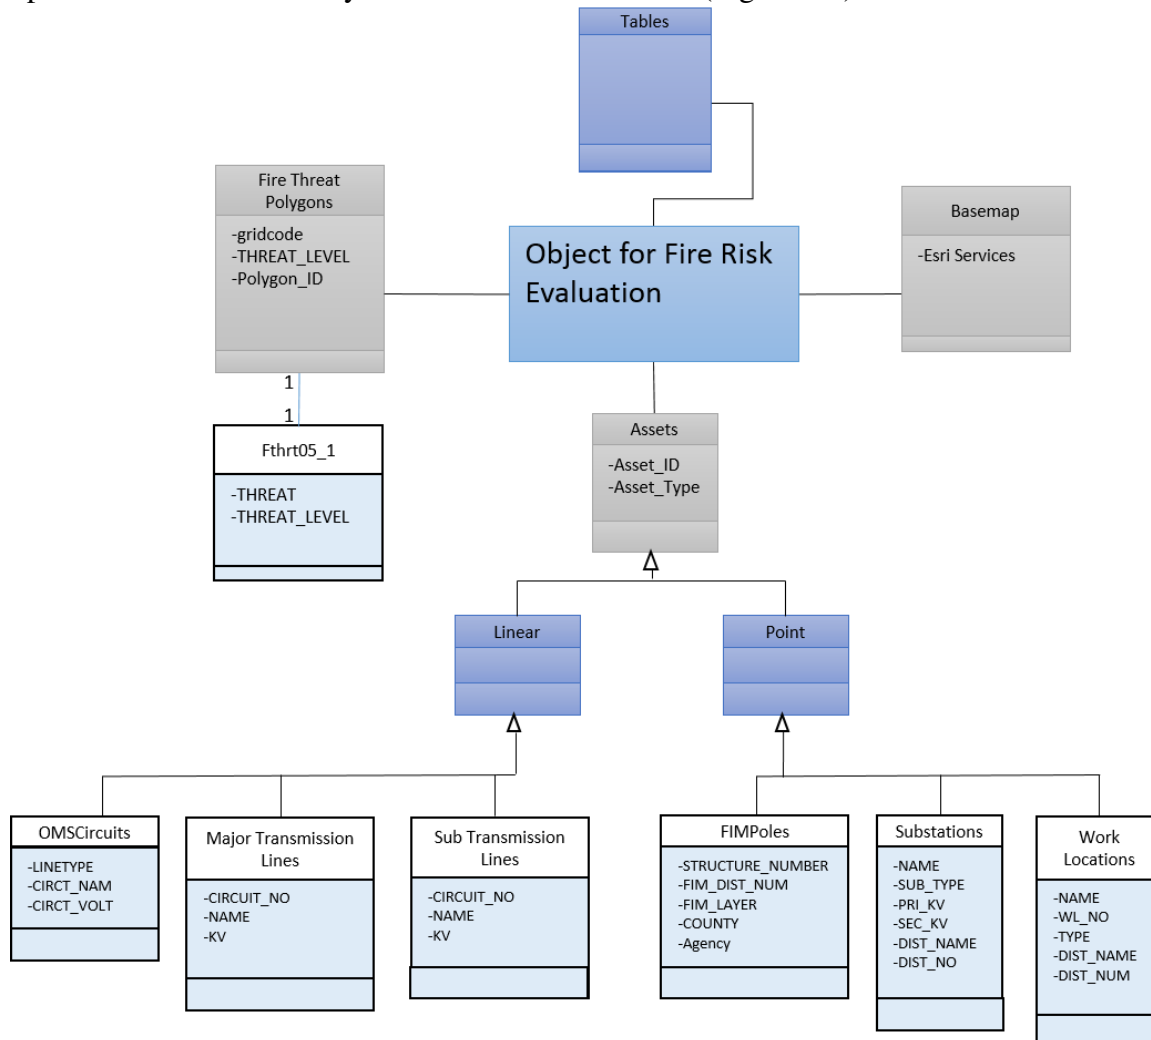 Tables
Fire Threat
Polygons
-gridcode
-THREAT_LEVEL
-Polygon_ID
Object for Fire Risk
Evaluation
Basemap
-Esri Services
1
1
Fthrt05_1
-THREAT
-THREAT_LEVEL
Assets
-Asset_ID
-Asset_Type
Linear
Point
OMSCircuits
-LINETYPE
-CIRCT_NAM
-CIRCT_VOLT
Major Transmission
Lines
-CIRCUIT_NO
-NAME
-KV
Sub Transmission
Lines
-CIRCUIT_NO
-NAME
-KV
FIMPoles
-STRUCTURE_NUMBER
-FIM_DIST_NUM
-FIM_LAYER
-COUNTY
-Agency
Substations
-NAME
-SUB_TYPE
-PRI_KV
-SEC_KV
-DIST_NAME
-DIST_NO
Work
Locations
-NAME
-WL_NO
-TYPE
-DIST_NAME
-DIST_NUM